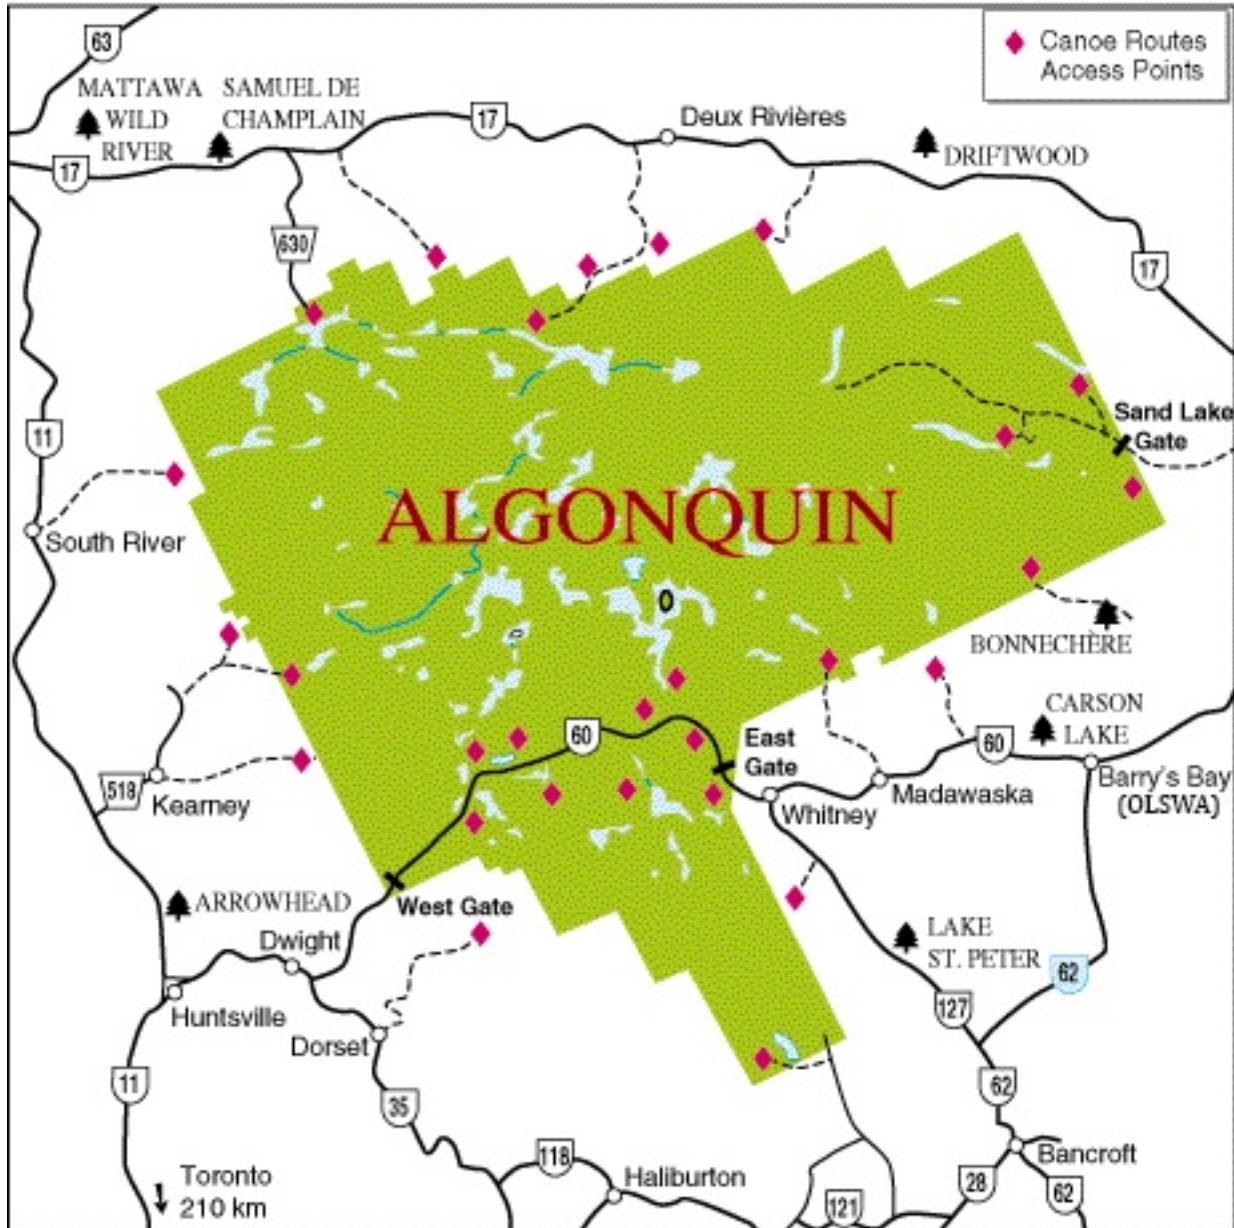 63
Canoe Routes
Access Points
MATTAWA
WILD
RIVER
SAMUEL DE
CHAMPLAIN
17
Deux Rivières
DRIFTWOOD
17
630
17
11
Sand Lake
Gate
ALGONQUIN
South River
BONNECHÈRE
CARSON
LAKE
60
East
Gate
60
518
Kearney
Whitney
Madawaska
Barry's Bay
(OLSWA)
ARROWHEAD
West Gate
Dwight
LAKE
ST. PETER
62
Huntsville
Dorset
127
11
35
62
118
Bancroft
Toronto
210 km
Haliburton
28
62
121